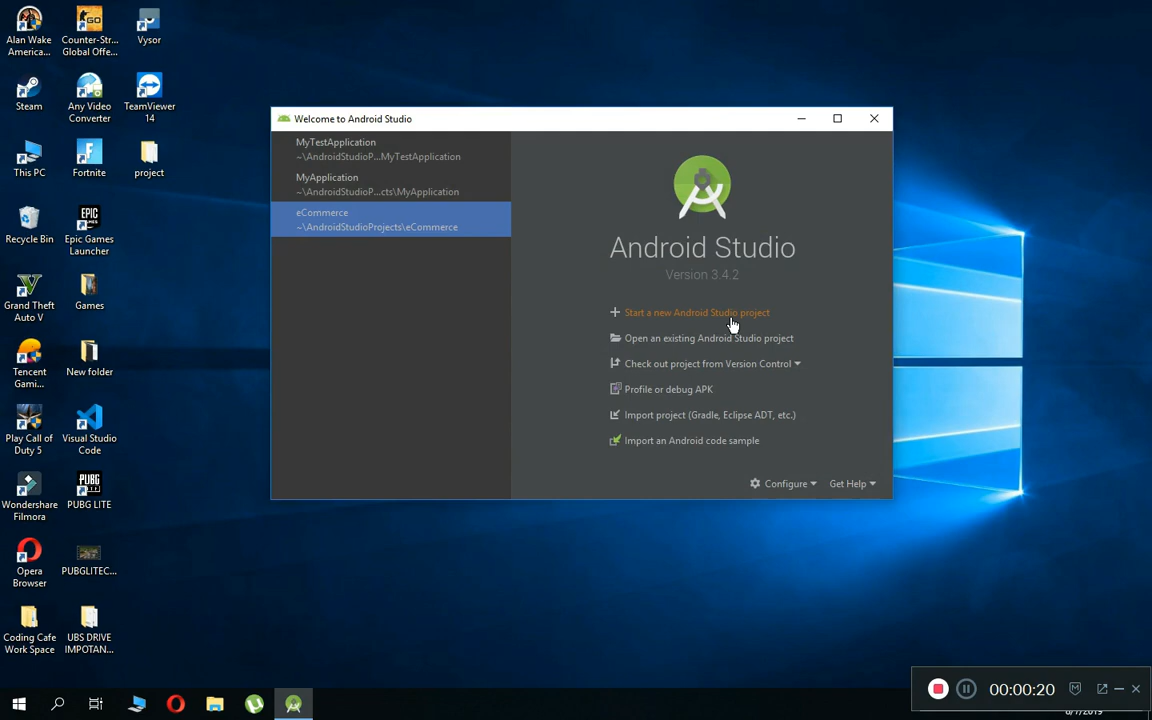 Alan Wake
America...
Counter-Str...
Global Offe...
Vysor
Steam
Any Video
Converter
TeamViewer
14
This PC
Fortnite
project
Recycle Bin
Epic Games
Launcher
Grand Theft
Auto V
Games
Tencent
Gami...
New folder
Play Call of
Duty 5
Visual Studio
Code
Wondershare
Filmora
PUBG LITE
Opera
Browser
PUBGLITEC...
Coding Cafe
Work Space
UBS DRIVE
IMPOTAN...
Welcome to Android Studio
MyTestApplication
~\AndroidStudioP...MyTestApplication
MyApplication
~\AndroidStudioP...cts\MyApplication
eCommerce
~\AndroidStudioProjects\eCommerce
Android Studio
Version 3.4.2
Start a new Android Studio project
Open an existing Android Studio project
Check out project from Version Control
Profile or debug APK
Import project (Gradle, Eclipse ADT, etc.)
Import an Android code sample
Configure
Get Help
00:00:20